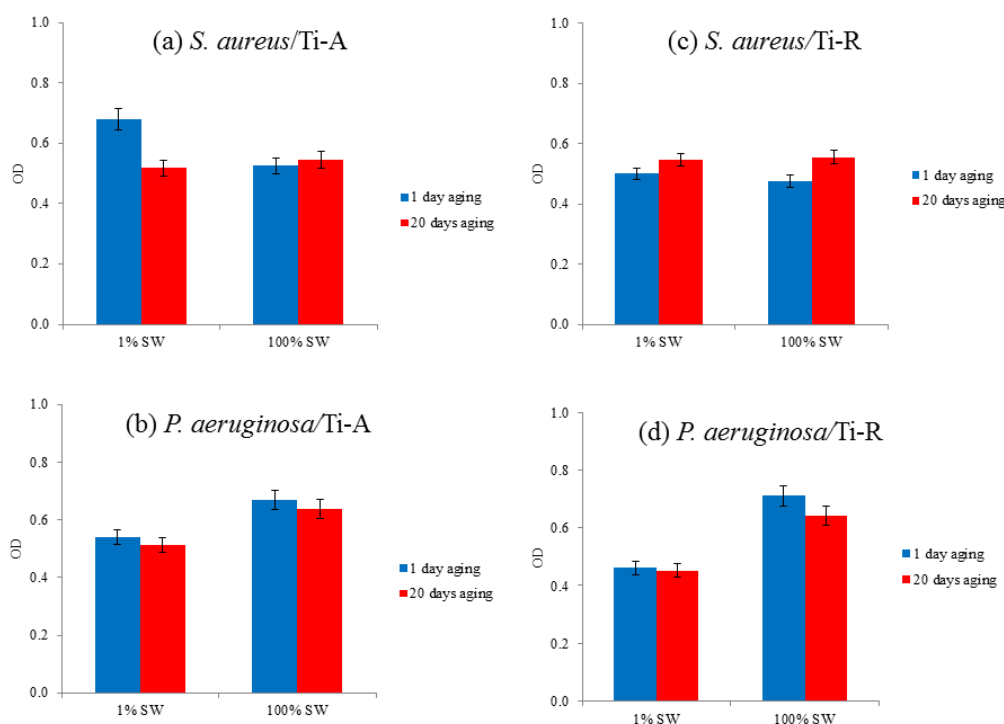 (a) S. aureus/Ti-A
1.0
0.8
0.6
0.4
0.2
0.0
OD
1% SW
100% SW
1 day aging
20 days aging
(c) S. aureus/Ti-R
1.0
0.8
0.6
0.4
0.2
0.0
OD
1% SW
100% SW
1 day aging
20 days aging
(b) P. aeruginosa/Ti-A
1.0
0.8
0.6
0.4
0.2
0.0
OD
1% SW
100% SW
1 day aging
20 days aging
(d) P. aeruginosa/Ti-R
1.0
0.8
0.6
0.4
0.2
0.0
OD
1% SW
100% SW
1 day aging
20 days aging